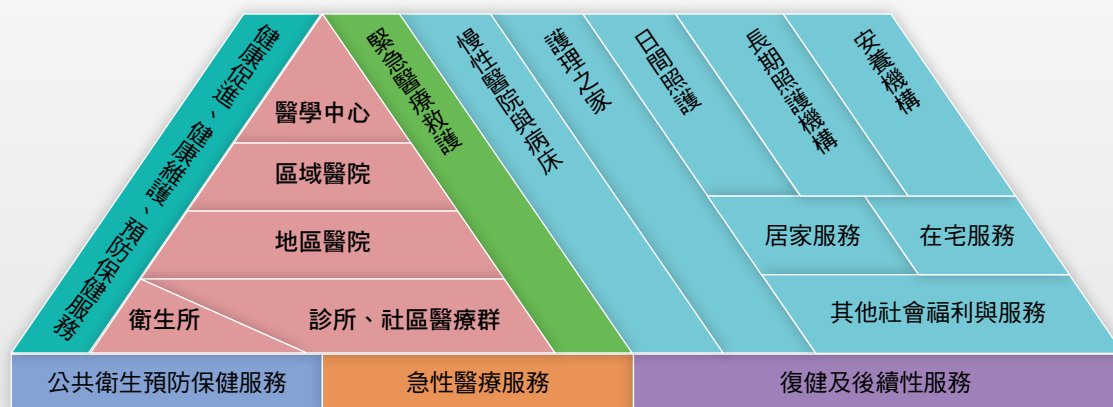 健康促進、健康維護、預防保健服務
緊急醫療救護
慢性醫院與病床
護理之家
日間照護
長期照護機構
安養機構
醫學中心
區域醫院
地區醫院
居家服務
在宅服務
衛生所
診所、社區醫療群
其他社會福利與服務
公共衛生預防保健服務
急性醫療服務
復健及後續性服務